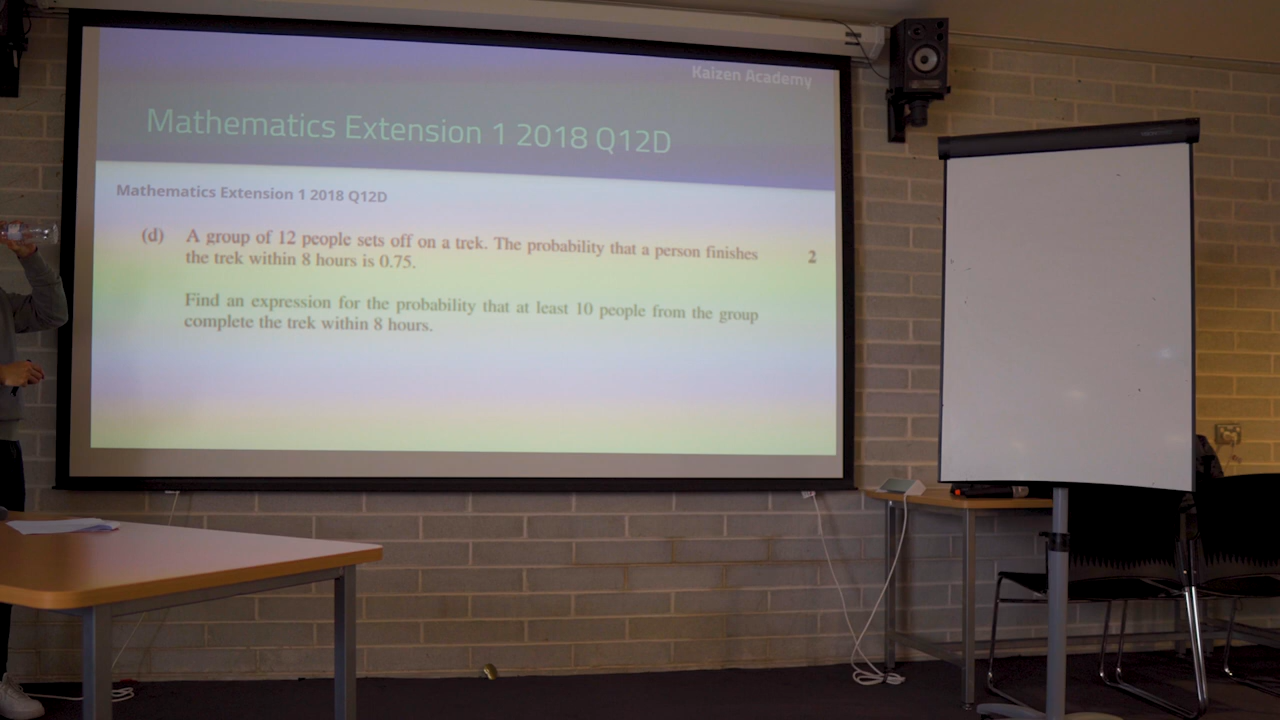 Kaizen Academy
Mathematics Extension 1 2018 Q12D
Mathematics Extension 1 2018 Q12D
(d) A group of 12 people sets off on a trek. The probability that a person finishes 2
the trek within 8 hours is 0.75.
Find an expression for the probability that at least 10 people from the group
complete the trek within 8 hours.